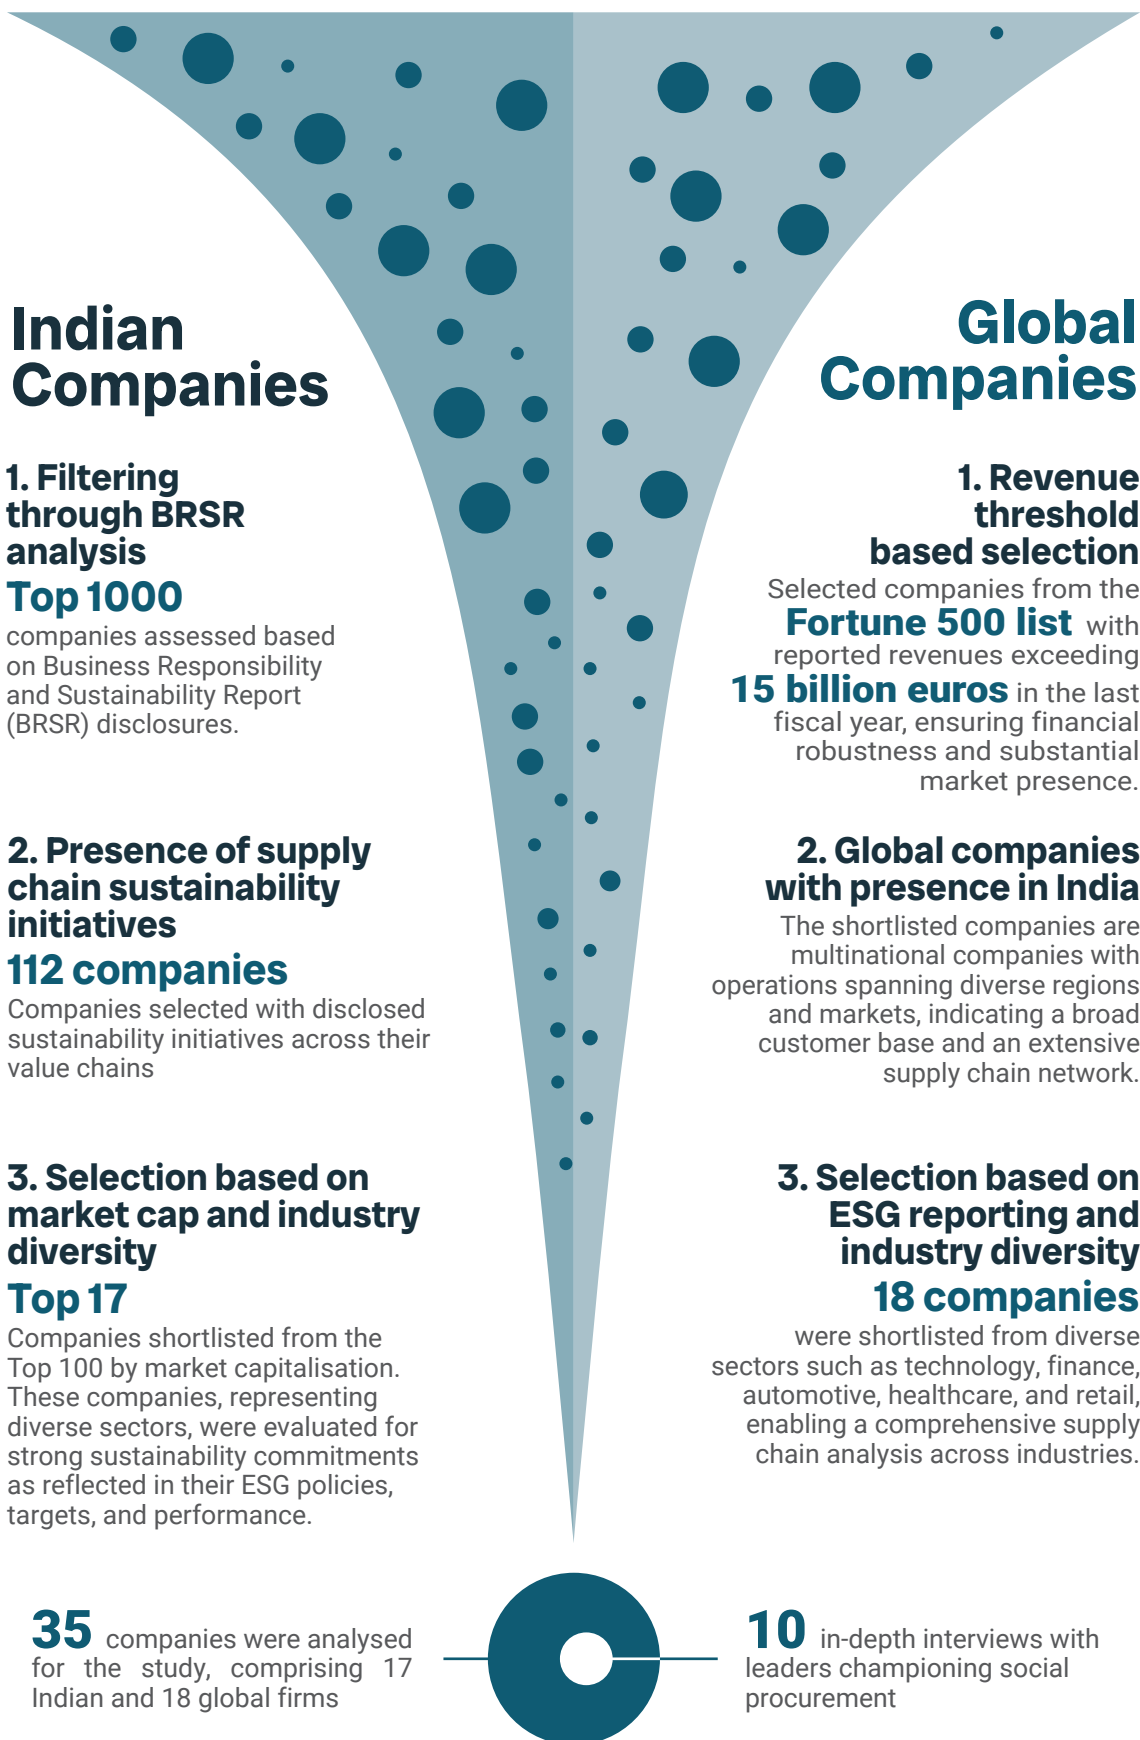 Indian
Companies
1. Filtering
through BRSR
analysis
Top 1000
companies assessed based
on Business Responsibility
and Sustainability Report
(BRSR) disclosures.
2. Presence of supply
chain sustainability
initiatives
112 companies
Companies selected with disclosed
sustainability initiatives across their
value chains
3. Selection based on
market cap and industry
diversity
Top 17
Companies shortlisted from the
Top 100 by market capitalisation.
These companies, representing
diverse sectors, were evaluated for
strong sustainability commitments
as reflected in their ESG policies,
targets, and performance.
Global
Companies
1. Revenue
threshold
based selection
Selected companies from the
Fortune 500 list with
reported revenues exceeding
15 billion euros in the last
fiscal year, ensuring financial
robustness and substantial
market presence.
2. Global companies
with presence in India
The shortlisted companies are
multinational companies with
operations spanning diverse regions
and markets, indicating a broad
customer base and an extensive
supply chain network.
3. Selection based on
ESG reporting and
industry diversity
18 companies
were shortlisted from diverse
sectors such as technology, finance,
automotive, healthcare, and retail,
enabling a comprehensive supply
chain analysis across industries.
35 companies were analysed
for the study, comprising 17
Indian and 18 global firms
10 in-depth interviews with
leaders championing social
procurement